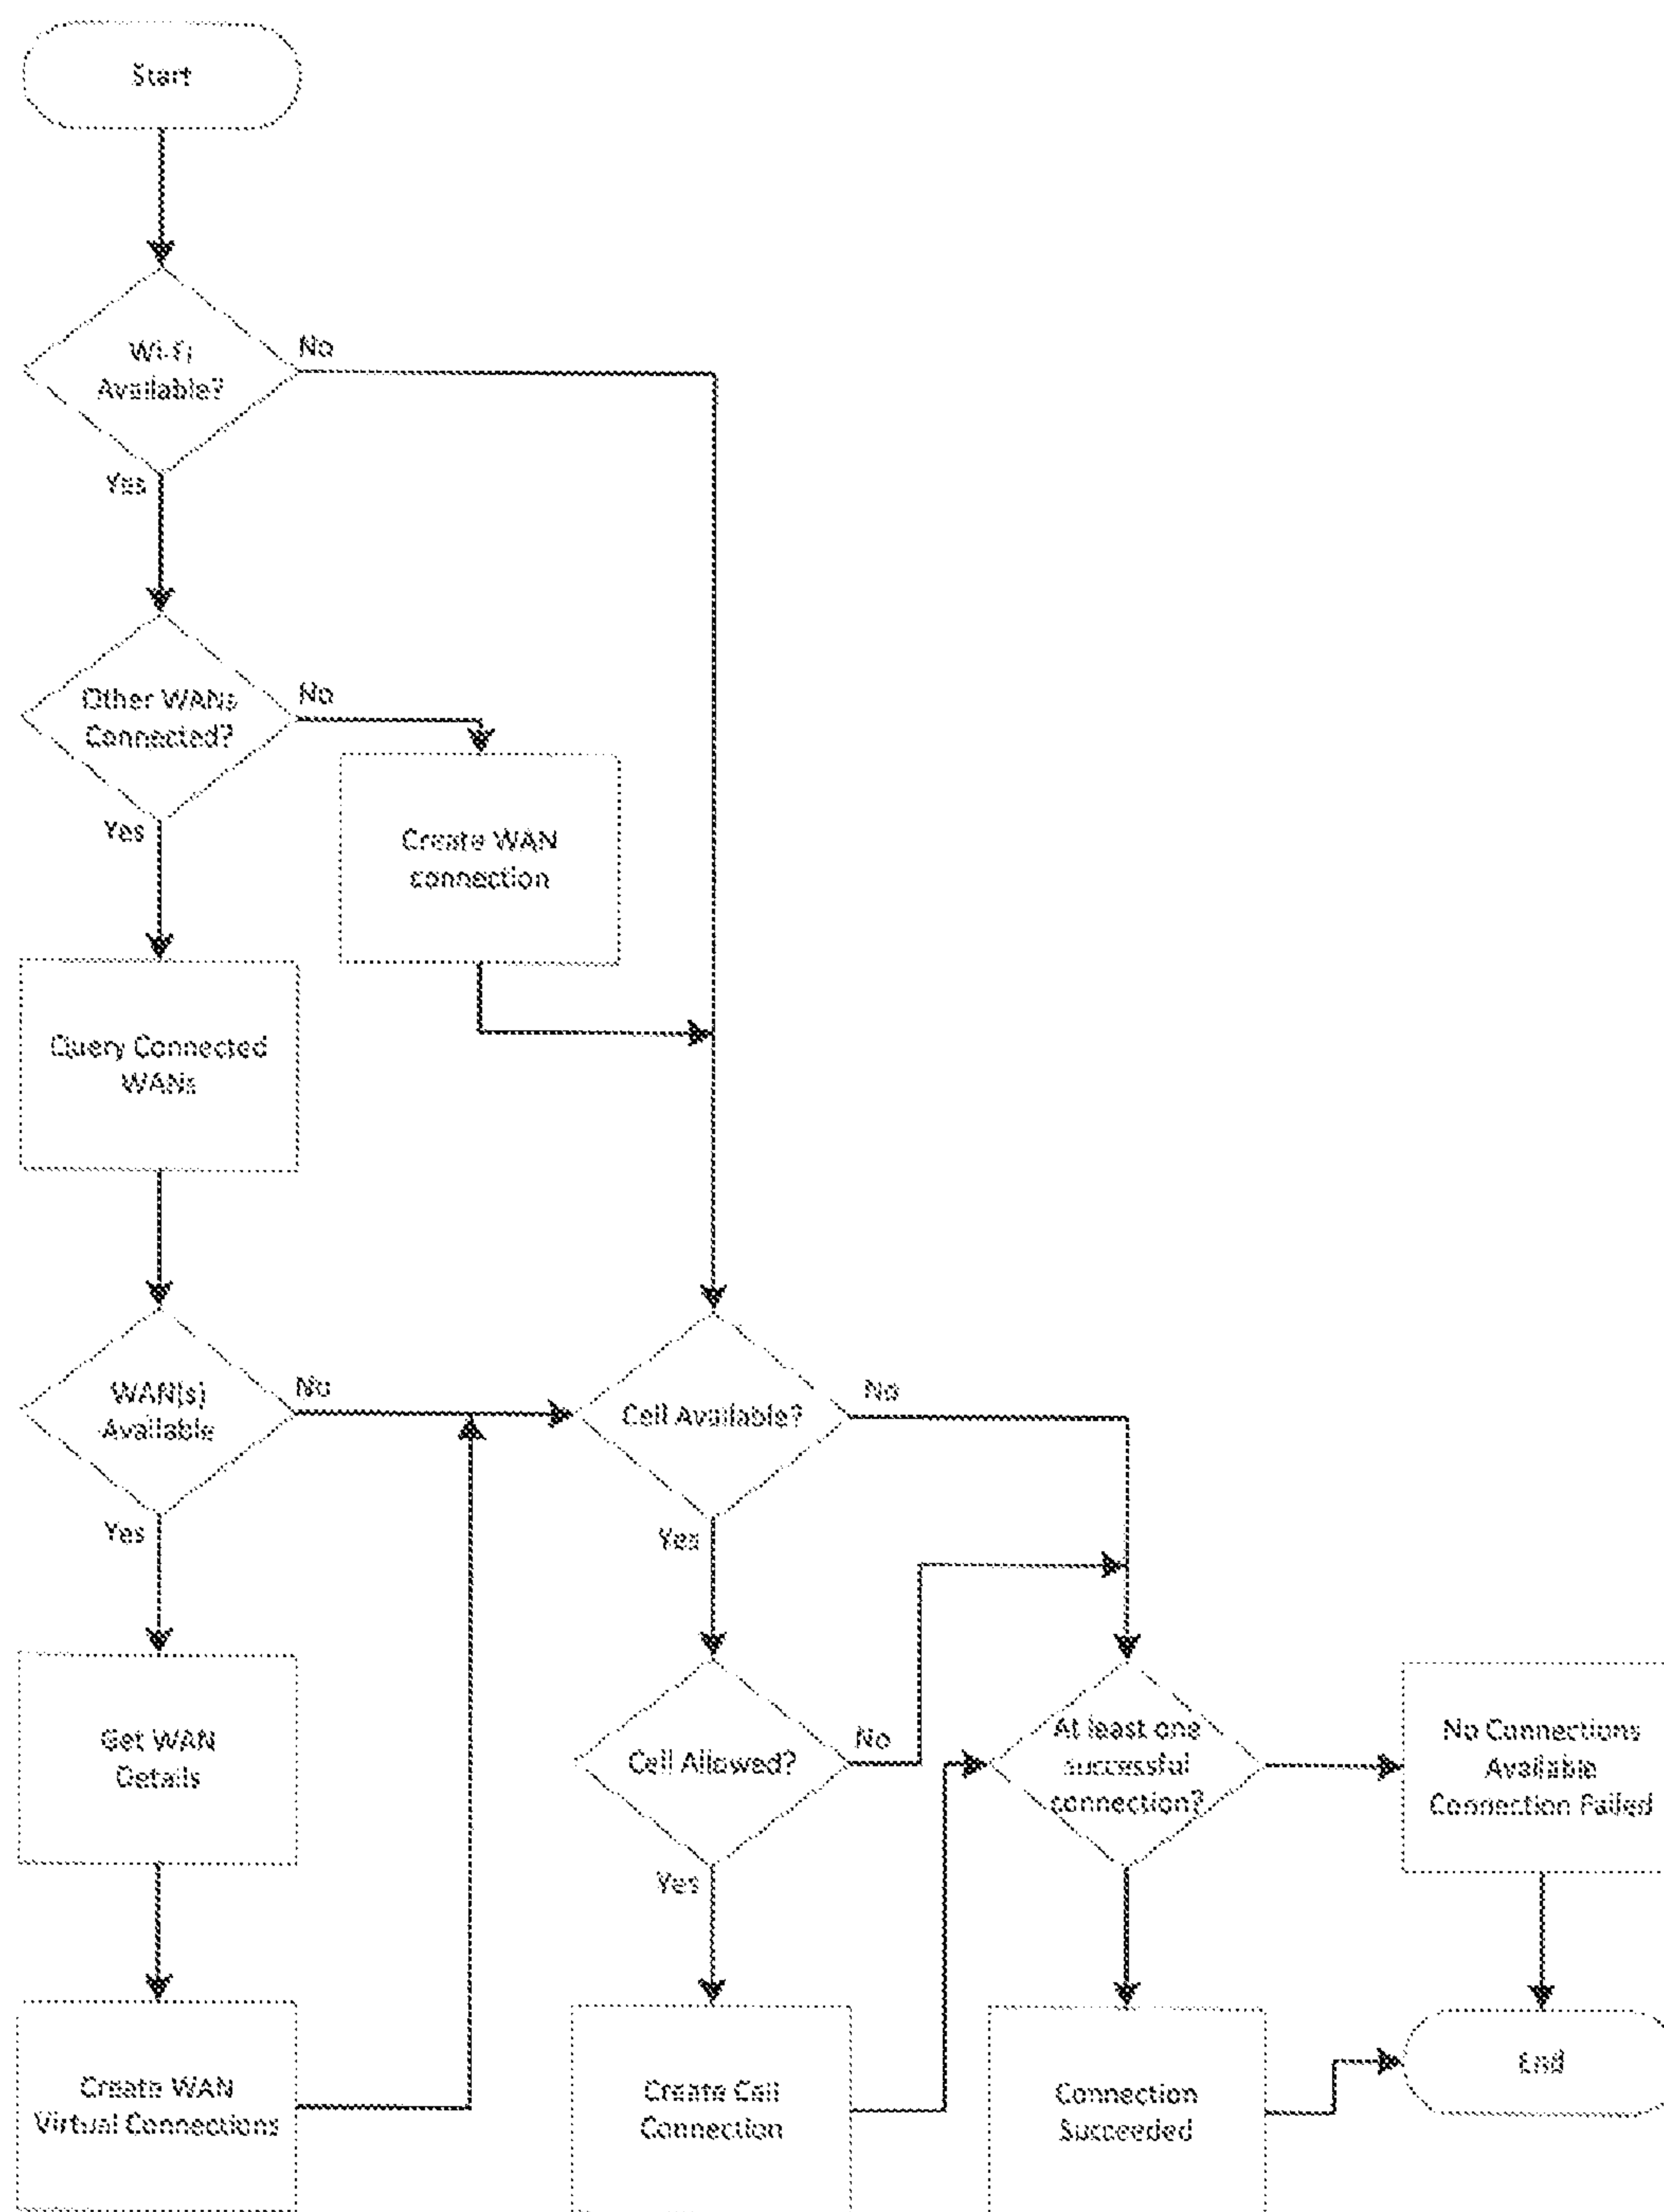 Start
Wi-Fi
Available?
No
Yes
Other WANs
Connected?
No
Yes
Create WAN
connection
Query Connected
WANs
WAN(s)
Available
No
Yes
Cell Available?
No
Yes
Get WAN
Details
Cell Allowed?
No
Yes
At least one
successful
connection?
No Connections
Available
Connection Failed
Create WAN
Virtual Connections
Create Cell
Connection
Connection
Succeeded
End